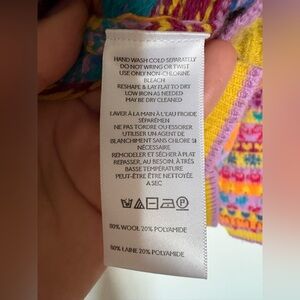 HAND WASH COLD SEPARATELY
DO NOT WRING OR TWIST
USE ONLY NON-CHLORINE
BLEACH
RESHAPE & LAY FLAT TO DRY
LOW IRON AS NEEDED
MAY BE DRY CLEANED
LAVER À LA MAIN À L'EAU FROIDE
SÉPARÉMEN
NE PAS TORDRE OU ESSORER
UTILISER UN AGENT DE
BLANCHIMENT SANS CHLORE SI
NÉCESSAIRE
REMODELER ET SÈCHER À PLAT
REPASSER, AU BESOIN, À TRÈS
BASSE TEMPÉRATURE
PEUT-ÊTRE ÊTRE NETTOYÉE
A SEC
80% WOOL 20% POLYAMIDE
80% LAINE 20% POLYAMIDE